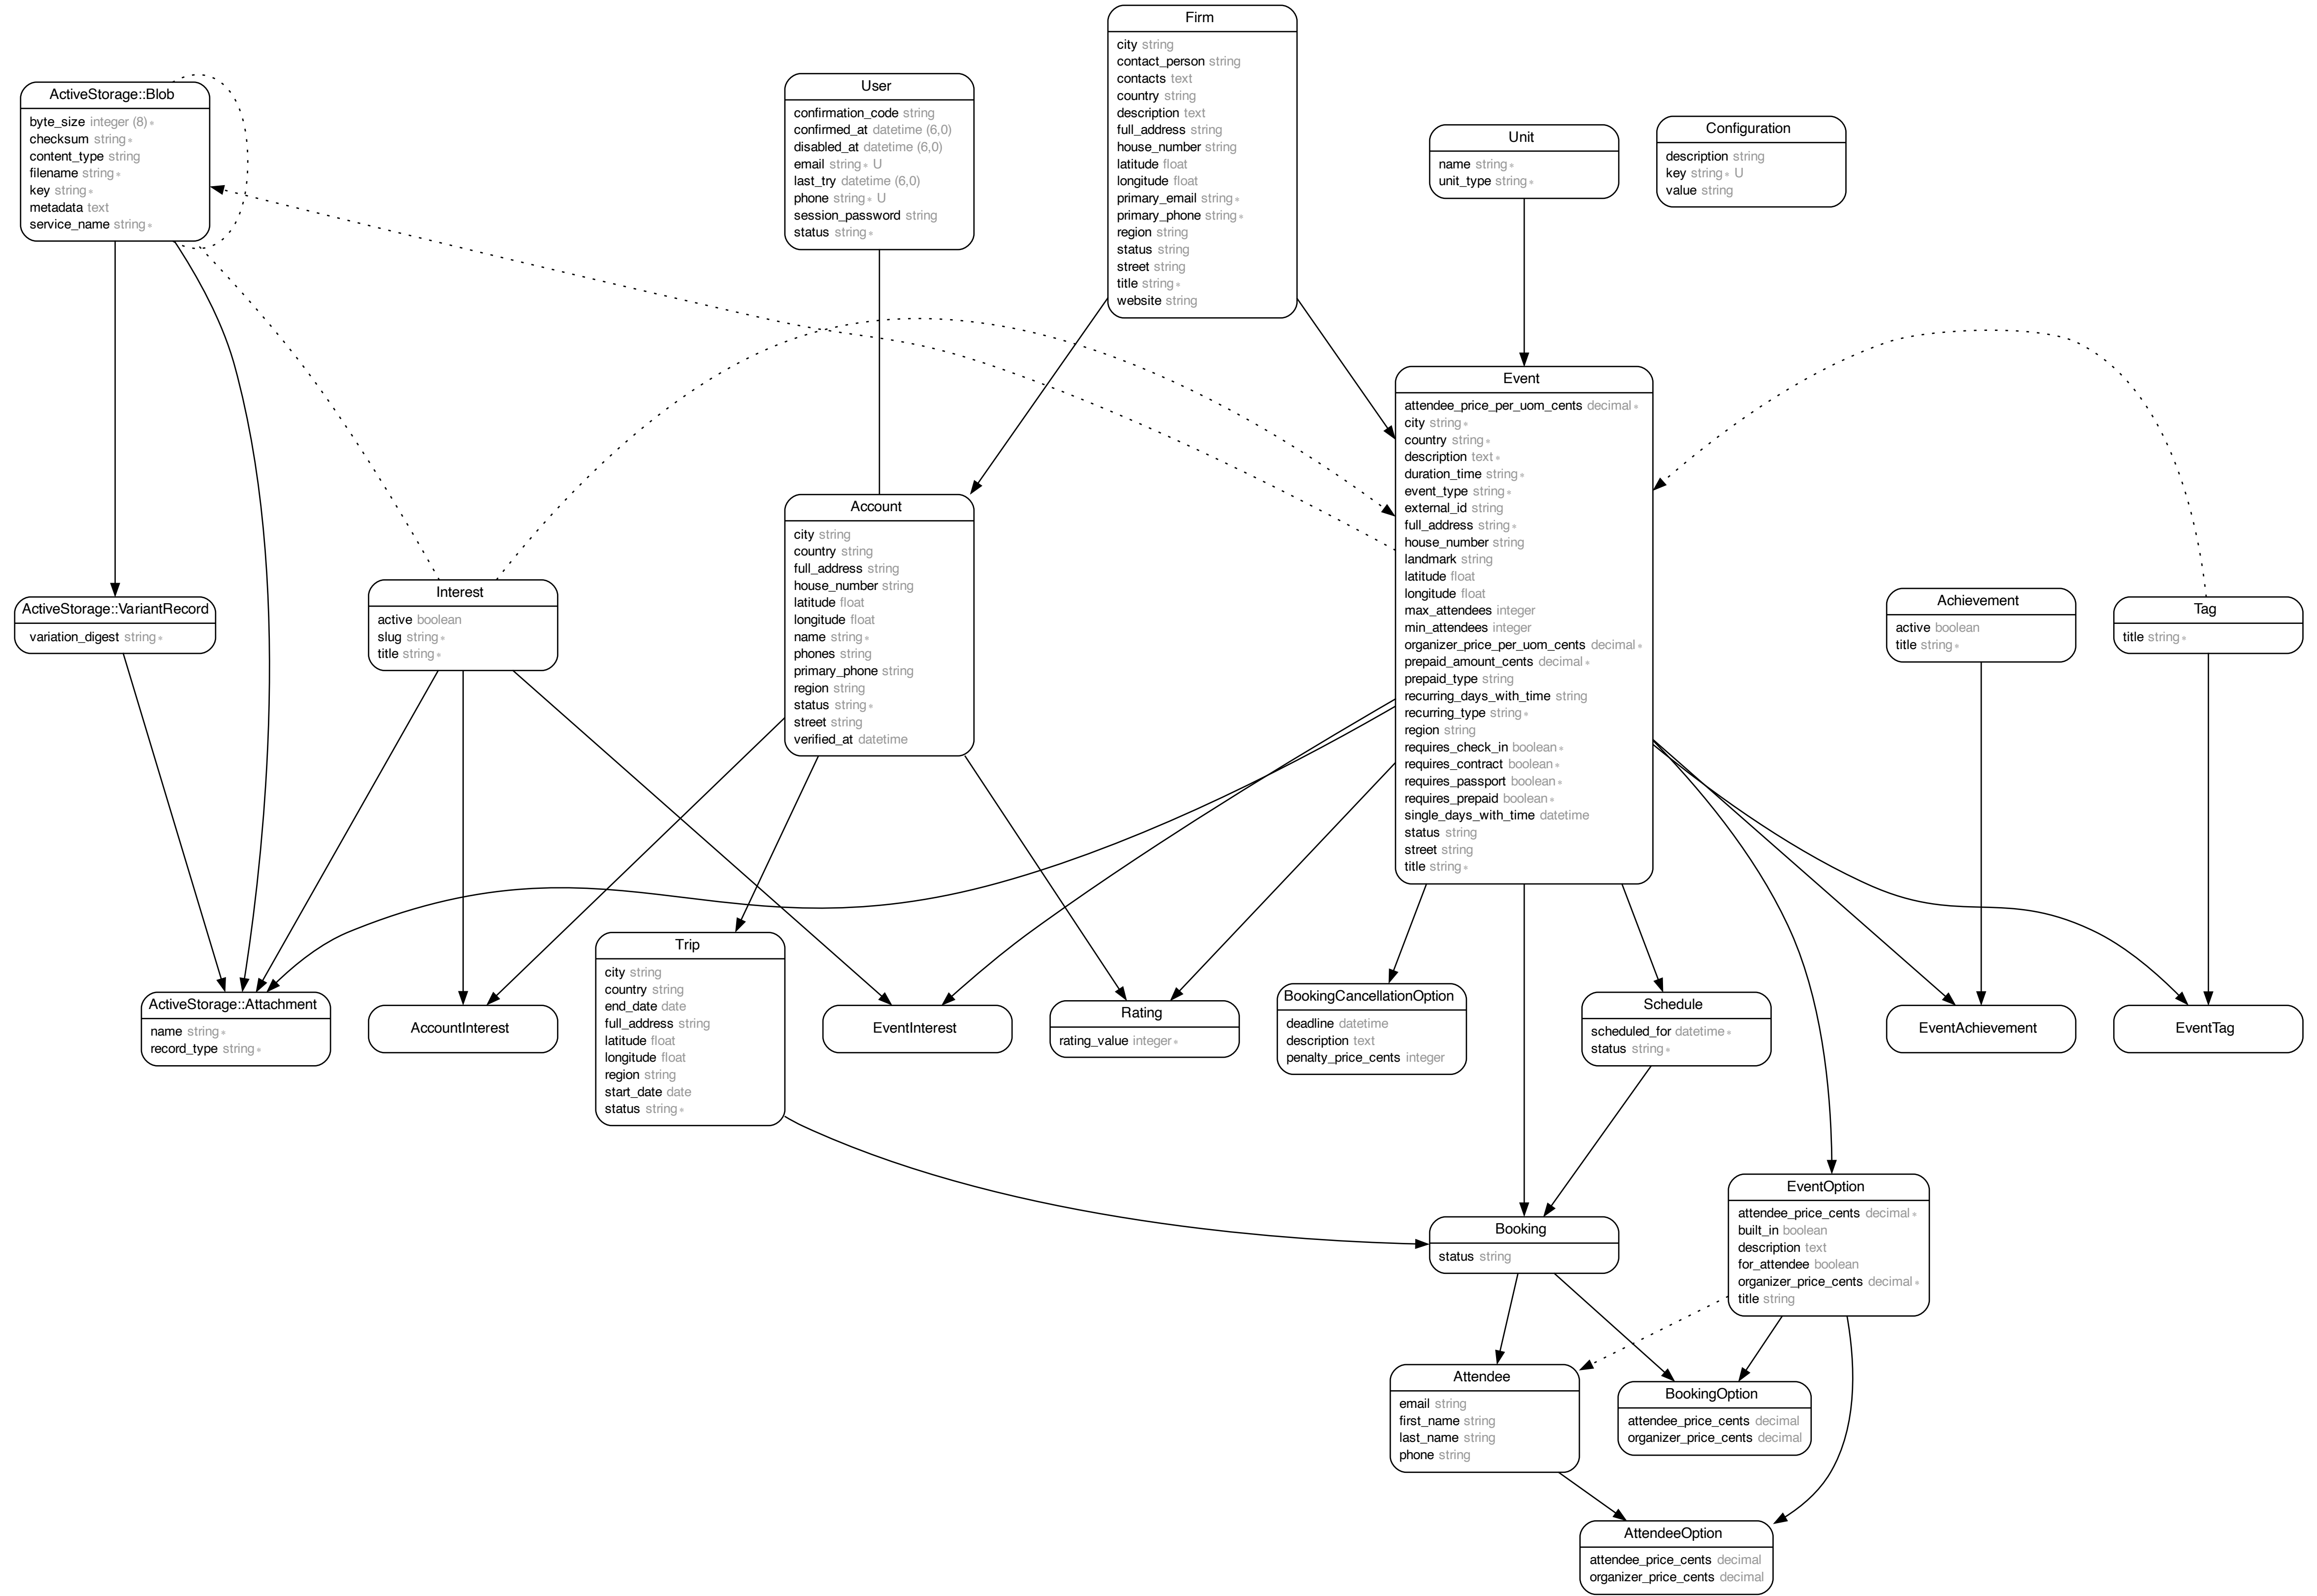 Firm
city string
contact_person string
contacts text
country string
description text
full_address string
house_number string
latitude float
longitude float
primary_email string *
primary_phone string *
region string
status string
street string
title string *
website string
ActiveStorage::Blob
byte_size integer (8) *
checksum string *
content_type string
filename string *
key string *
metadata text
service_name string *
User
confirmation_code string
confirmed_at datetime (6,0)
disabled_at datetime (6,0)
email string * U
last_try datetime (6,0)
phone string * U
session_password string
status string *
Unit
name string *
unit_type string *
Configuration
description string
key string * U
value string
Event
attendee_price_per_uom_cents decimal *
city string *
country string *
description text *
duration_time string *
event_type string *
external_id string
full_address string *
house_number string
landmark string
latitude float
longitude float
max_attendees integer
min_attendees integer
organizer_price_per_uom_cents decimal *
prepaid_amount_cents decimal *
prepaid_type string
recurring_days_with_time string
recurring_type string *
region string
requires_check_in boolean *
requires_contract boolean *
requires_passport boolean *
requires_prepaid boolean *
single_days_with_time datetime
status string
street string
title string *
Account
city string
country string
full_address string
house_number string
latitude float
longitude float
name string *
phones string
primary_phone string
region string
status string *
street string
verified_at datetime
ActiveStorage::VariantRecord
variation_digest string *
Interest
active boolean
slug string *
title string *
Achievement
active boolean
title string *
Tag
title string *
Trip
city string
country string
end_date date
full_address string
latitude float
longitude float
region string
start_date date
status string *
ActiveStorage::Attachment
name string *
record_type string *
AccountInterest
EventInterest
Rating
rating_value integer *
BookingCancellationOption
deadline datetime
description text
penalty_price_cents integer
Schedule
scheduled_for datetime *
status string *
EventAchievement
EventTag
EventOption
attendee_price_cents decimal *
built_in boolean
description text
for_attendee boolean
organizer_price_cents decimal *
title string
Booking
status string
Attendee
email string
first_name string
last_name string
phone string
BookingOption
attendee_price_cents decimal
organizer_price_cents decimal
AttendeeOption
attendee_price_cents decimal
organizer_price_cents decimal